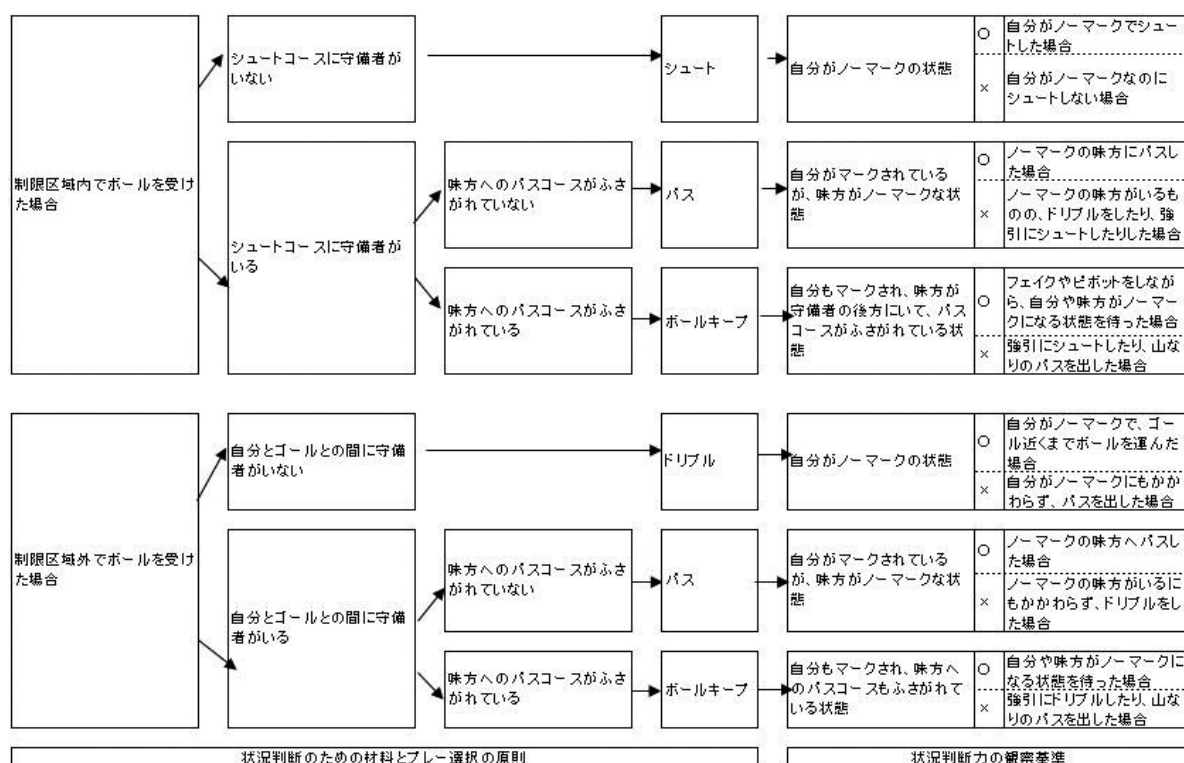 制限区域内でボールを受け
た場合
シュートコースに守備者が
いない
シュート
自分がノーマークの状態
○
自分がノーマークでシュー
トした場合
×
自分がノーマークなのに
シュートしない場合
シュートコースに守備者が
いる
味方へのパスコースがふさ
がれていない
パス
自分がマークされている
が、味方がノーマークな状
態
○
ノーマークの味方にパスし
た場合
×
ノーマークの味方がいるも
のの、ドリブルをしたり、強
引にシュートしたりした場合
味方へのパスコースがふさ
がれている
ボールキープ
自分もマークされ、味方が
守備者の後方にいて、パス
コースがふさがれている状
態
○
フェイクやピボットをしなが
ら、自分や味方がノーマー
クになる状態を待った場合
×
強引にシュートしたり、山な
りのパスを出した場合
制限区域外でボールを受け
た場合
自分とゴールとの間に守備
者がいない
ドリブル
自分がノーマークの状態
○
自分がノーマークで、ゴー
ル近くまでボールを運んだ
場合
×
自分がノーマークにもかか
わらず、パスを出した場合
自分とゴールとの間に守備
者がいる
味方へのパスコースがふさ
がれていない
パス
自分がマークされている
が、味方がノーマークな状
態
○
ノーマークの味方へパスし
た場合
×
ノーマークの味方がいるに
もかかわらず、ドリブルをし
た場合
味方へのパスコースがふさ
がれている
ボールキープ
自分もマークされ、味方へ
のパスコースもふさがれて
いる状態
○
自分や味方がノーマークに
なる状態を待った場合
×
強引にドリブルしたり、山な
りのパスを出した場合
状況判断のための材料とプレー選択の原則
状況判断力の観察基準